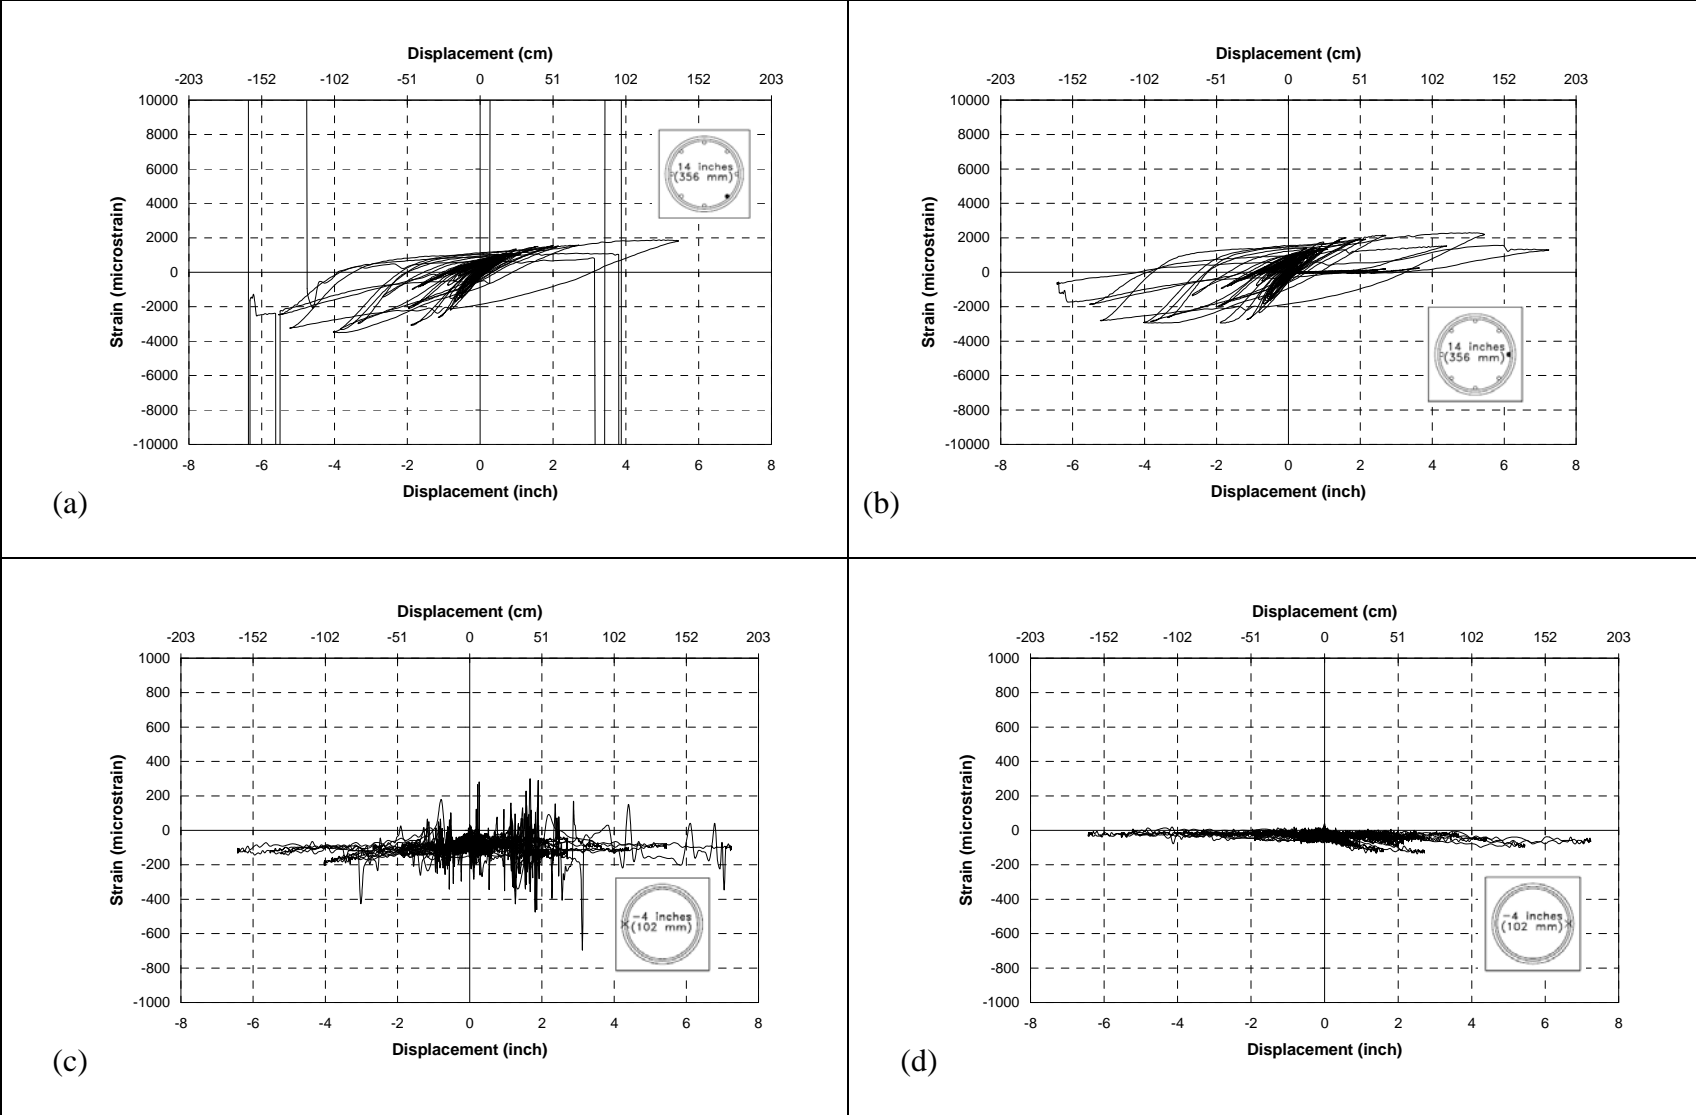 Displacement (cm)
-203 -152 -102 -51 0 51 102 152 203
10000
8000
6000
4000
2000
0
-2000
-4000
-6000
-8000
-10000
Strain (microstrain)
14 inches
(356 mm)
-8 -6 -4 -2 0 2 4 6 8
Displacement (inch)
(a)
Displacement (cm)
-203 -152 -102 -51 0 51 102 152 203
10000
8000
6000
4000
2000
0
-2000
-4000
-6000
-8000
-10000
Strain (microstrain)
14 inches
(356 mm)
-8 -6 -4 -2 0 2 4 6 8
Displacement (inch)
(b)
Displacement (cm)
-203 -152 -102 -51 0 51 102 152 203
1000
800
600
400
200
0
-200
-400
-600
-800
-1000
Strain (microstrain)
-4 inches
(102 mm)
-8 -6 -4 -2 0 2 4 6 8
Displacement (inch)
(c)
Displacement (cm)
-203 -152 -102 -51 0 51 102 152 203
1000
800
600
400
200
0
-200
-400
-600
-800
-1000
Strain (microstrain)
-4 inches
(102 mm)
-8 -6 -4 -2 0 2 4 6 8
Displacement (inch)
(d)